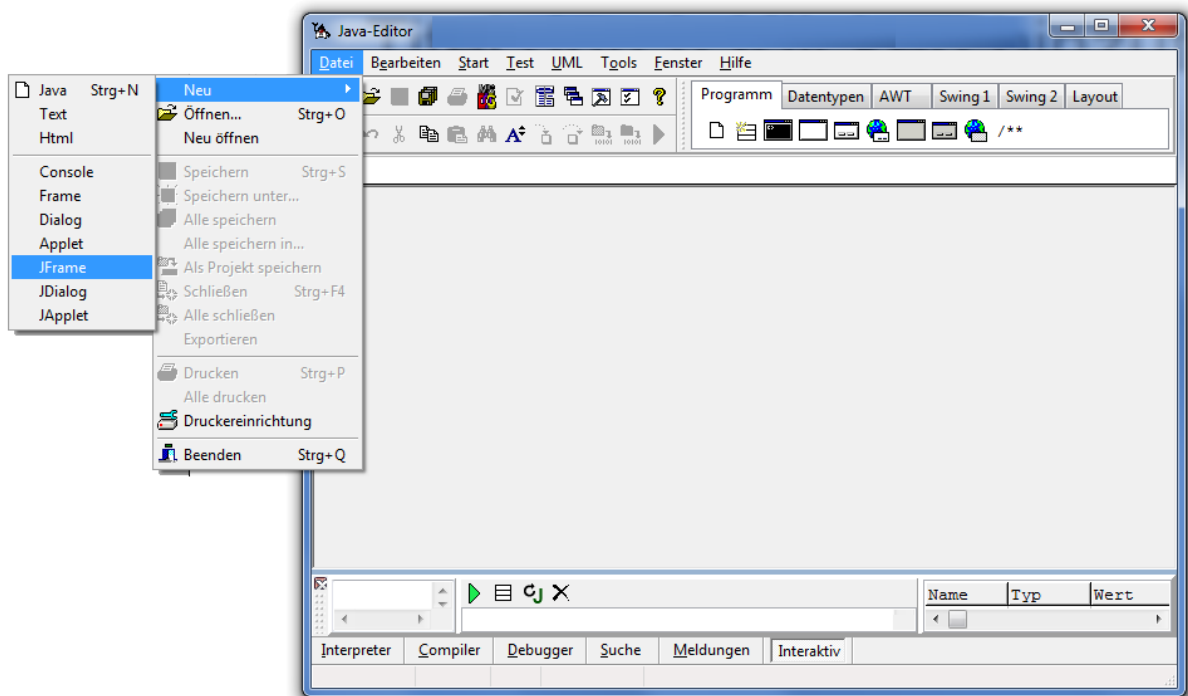 Java-Editor
Datei Bearbeiten Start Test UML Tools Fenster Hilfe
Programm Datentypen AWT Swing 1 Swing 2 Layout
/**
Java Strg+N
Text
Html
Console
Frame
Dialog
Applet
JFrame
JDialog
JApplet
Neu
Öffnen... Strg+O
Neu öffnen
Speichern Strg+S
Speichern unter...
Alle speichern
Alle speichern in...
Als Projekt speichern
Schließen Strg+F4
Alle schließen
Exportieren
Drucken Strg+P
Alle drucken
Druckereinrichtung
Beenden Strg+Q
Name Typ Wert
Interpreter Compiler Debugger Suche Meldungen Interaktiv